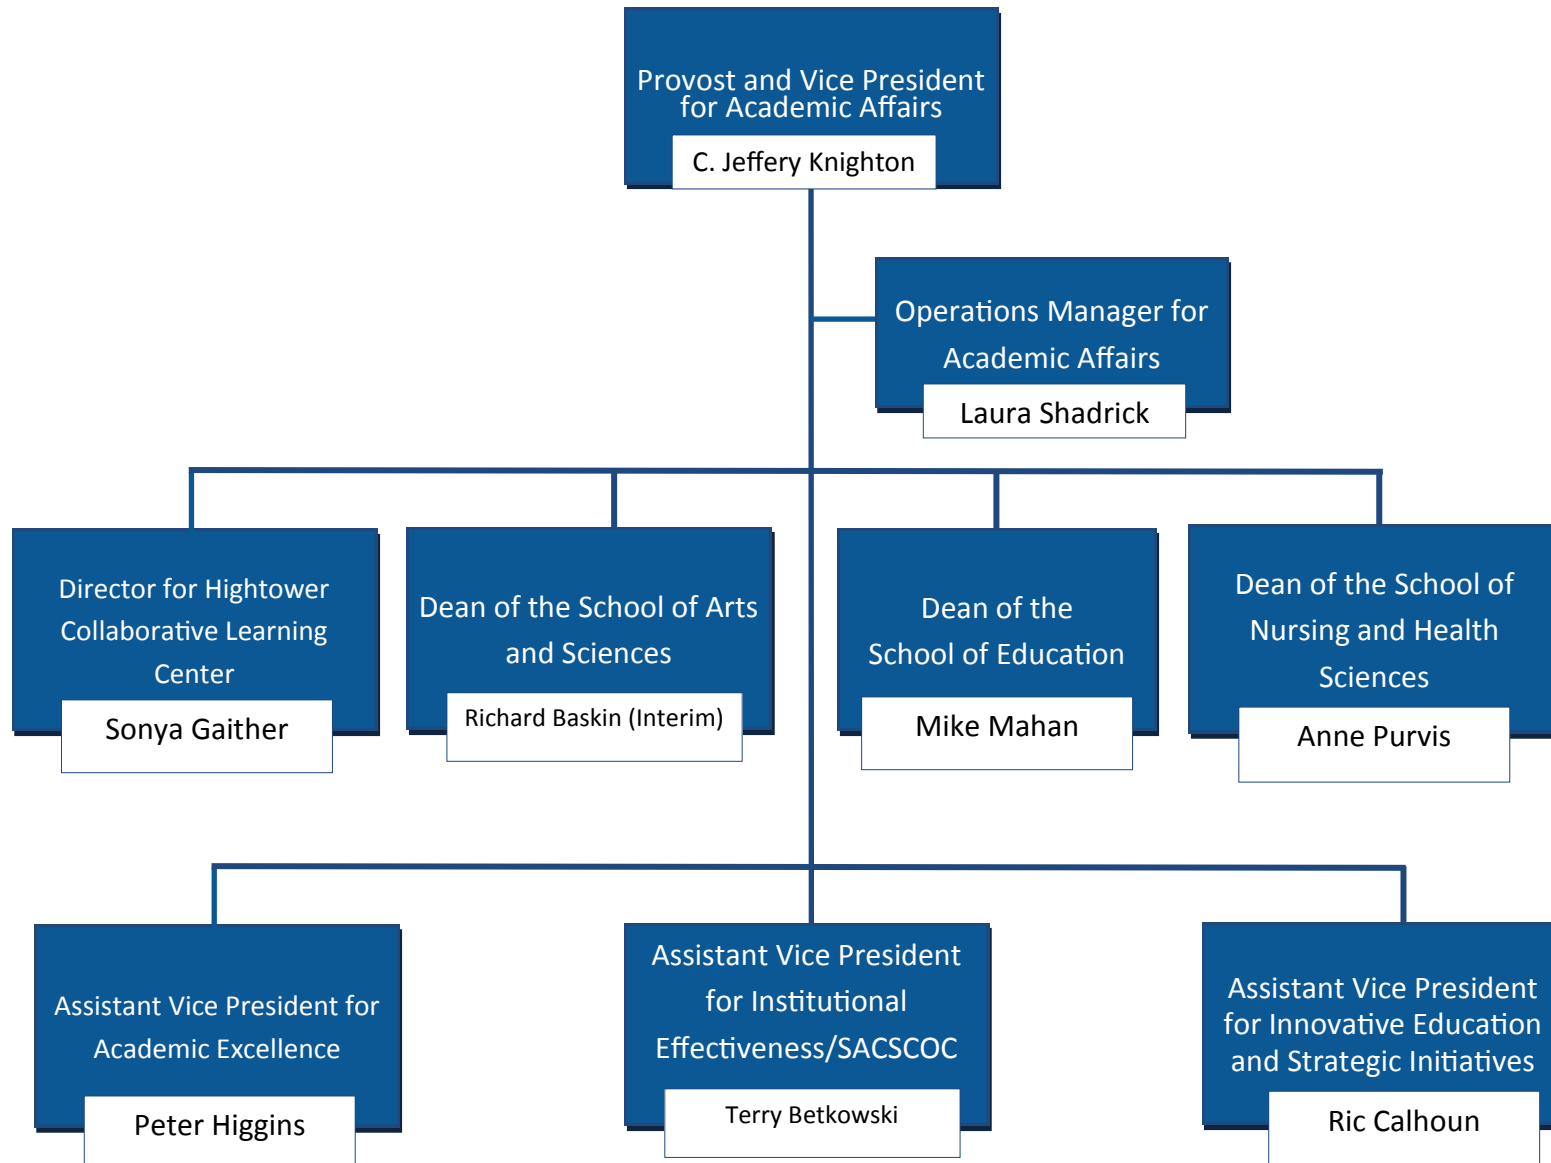 Provost and Vice President
for Academic Affairs
C. Jeffery Knighton
Operations Manager for
Academic Affairs
Laura Shadrick
Director for Hightower
Collaborative Learning
Center
Sonya Gaither
Dean of the School of Arts
and Sciences
Richard Baskin (Interim)
Dean of the
School of Education
Mike Mahan
Dean of the School of
Nursing and Health
Sciences
Anne Purvis
Assistant Vice President for
Academic Excellence
Peter Higgins
Assistant Vice President
for Institutional
Effectiveness/SACSCOC
Terry Betkowski
Assistant Vice President
for Innovative Education
and Strategic Initiatives
Ric Calhoun